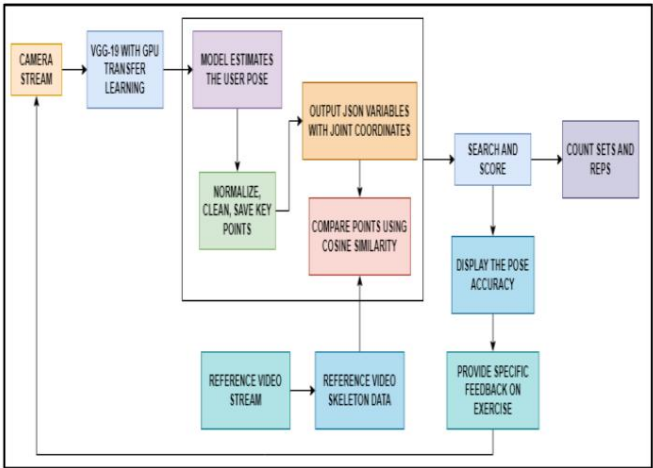 CAMERA
STREAM
VGG-19 WITH GPU
TRANSFER
LEARNING
MODEL ESTIMATES
THE USER POSE
OUTPUT JSON VARIABLES
WITH JOINT COORDINATES
NORMALIZE,
CLEAN, SAVE KEY
POINTS
COMPARE POINTS USING
COSINE SIMILARITY
SEARCH AND
SCORE
COUNT SETS AND
REPS
DISPLAY THE POSE
ACCURACY
REFERENCE VIDEO
STREAM
REFERENCE VIDEO
SKELETON DATA
PROVIDE SPECIFIC
FEEDBACK ON
EXERCISE